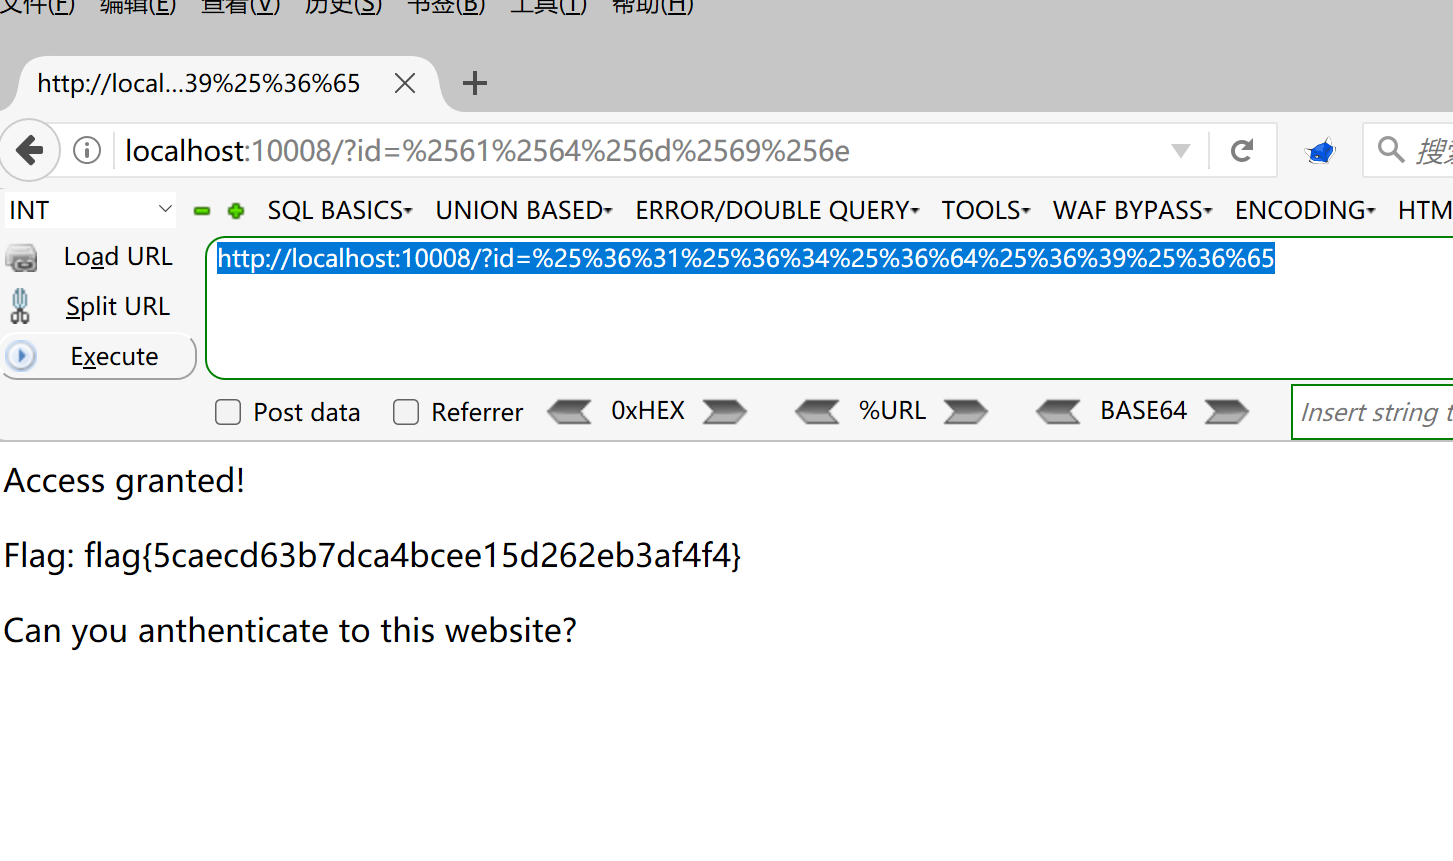 文件(F) 编辑(E) 查看(V) 历史(S) 书签(B) 工具(T) 帮助(H)
http://local...39%25%36%65
localhost:10008/?id=%2561%2564%256d%2569%256e
INT SQL BASICS UNION BASED ERROR/DOUBLE QUERY TOOLS WAF BYPASS ENCODING HTM
Load URL
http://localhost:10008/?id=%25%36%31%25%36%34%25%36%64%25%36%39%25%36%65
Split URL
Execute
Post data Referrer 0xHEX %URL BASE64 Insert string t
Access granted!
Flag: flag{5caecd63b7dca4bcee15d262eb3af4f4}
Can you anthenticate to this website?